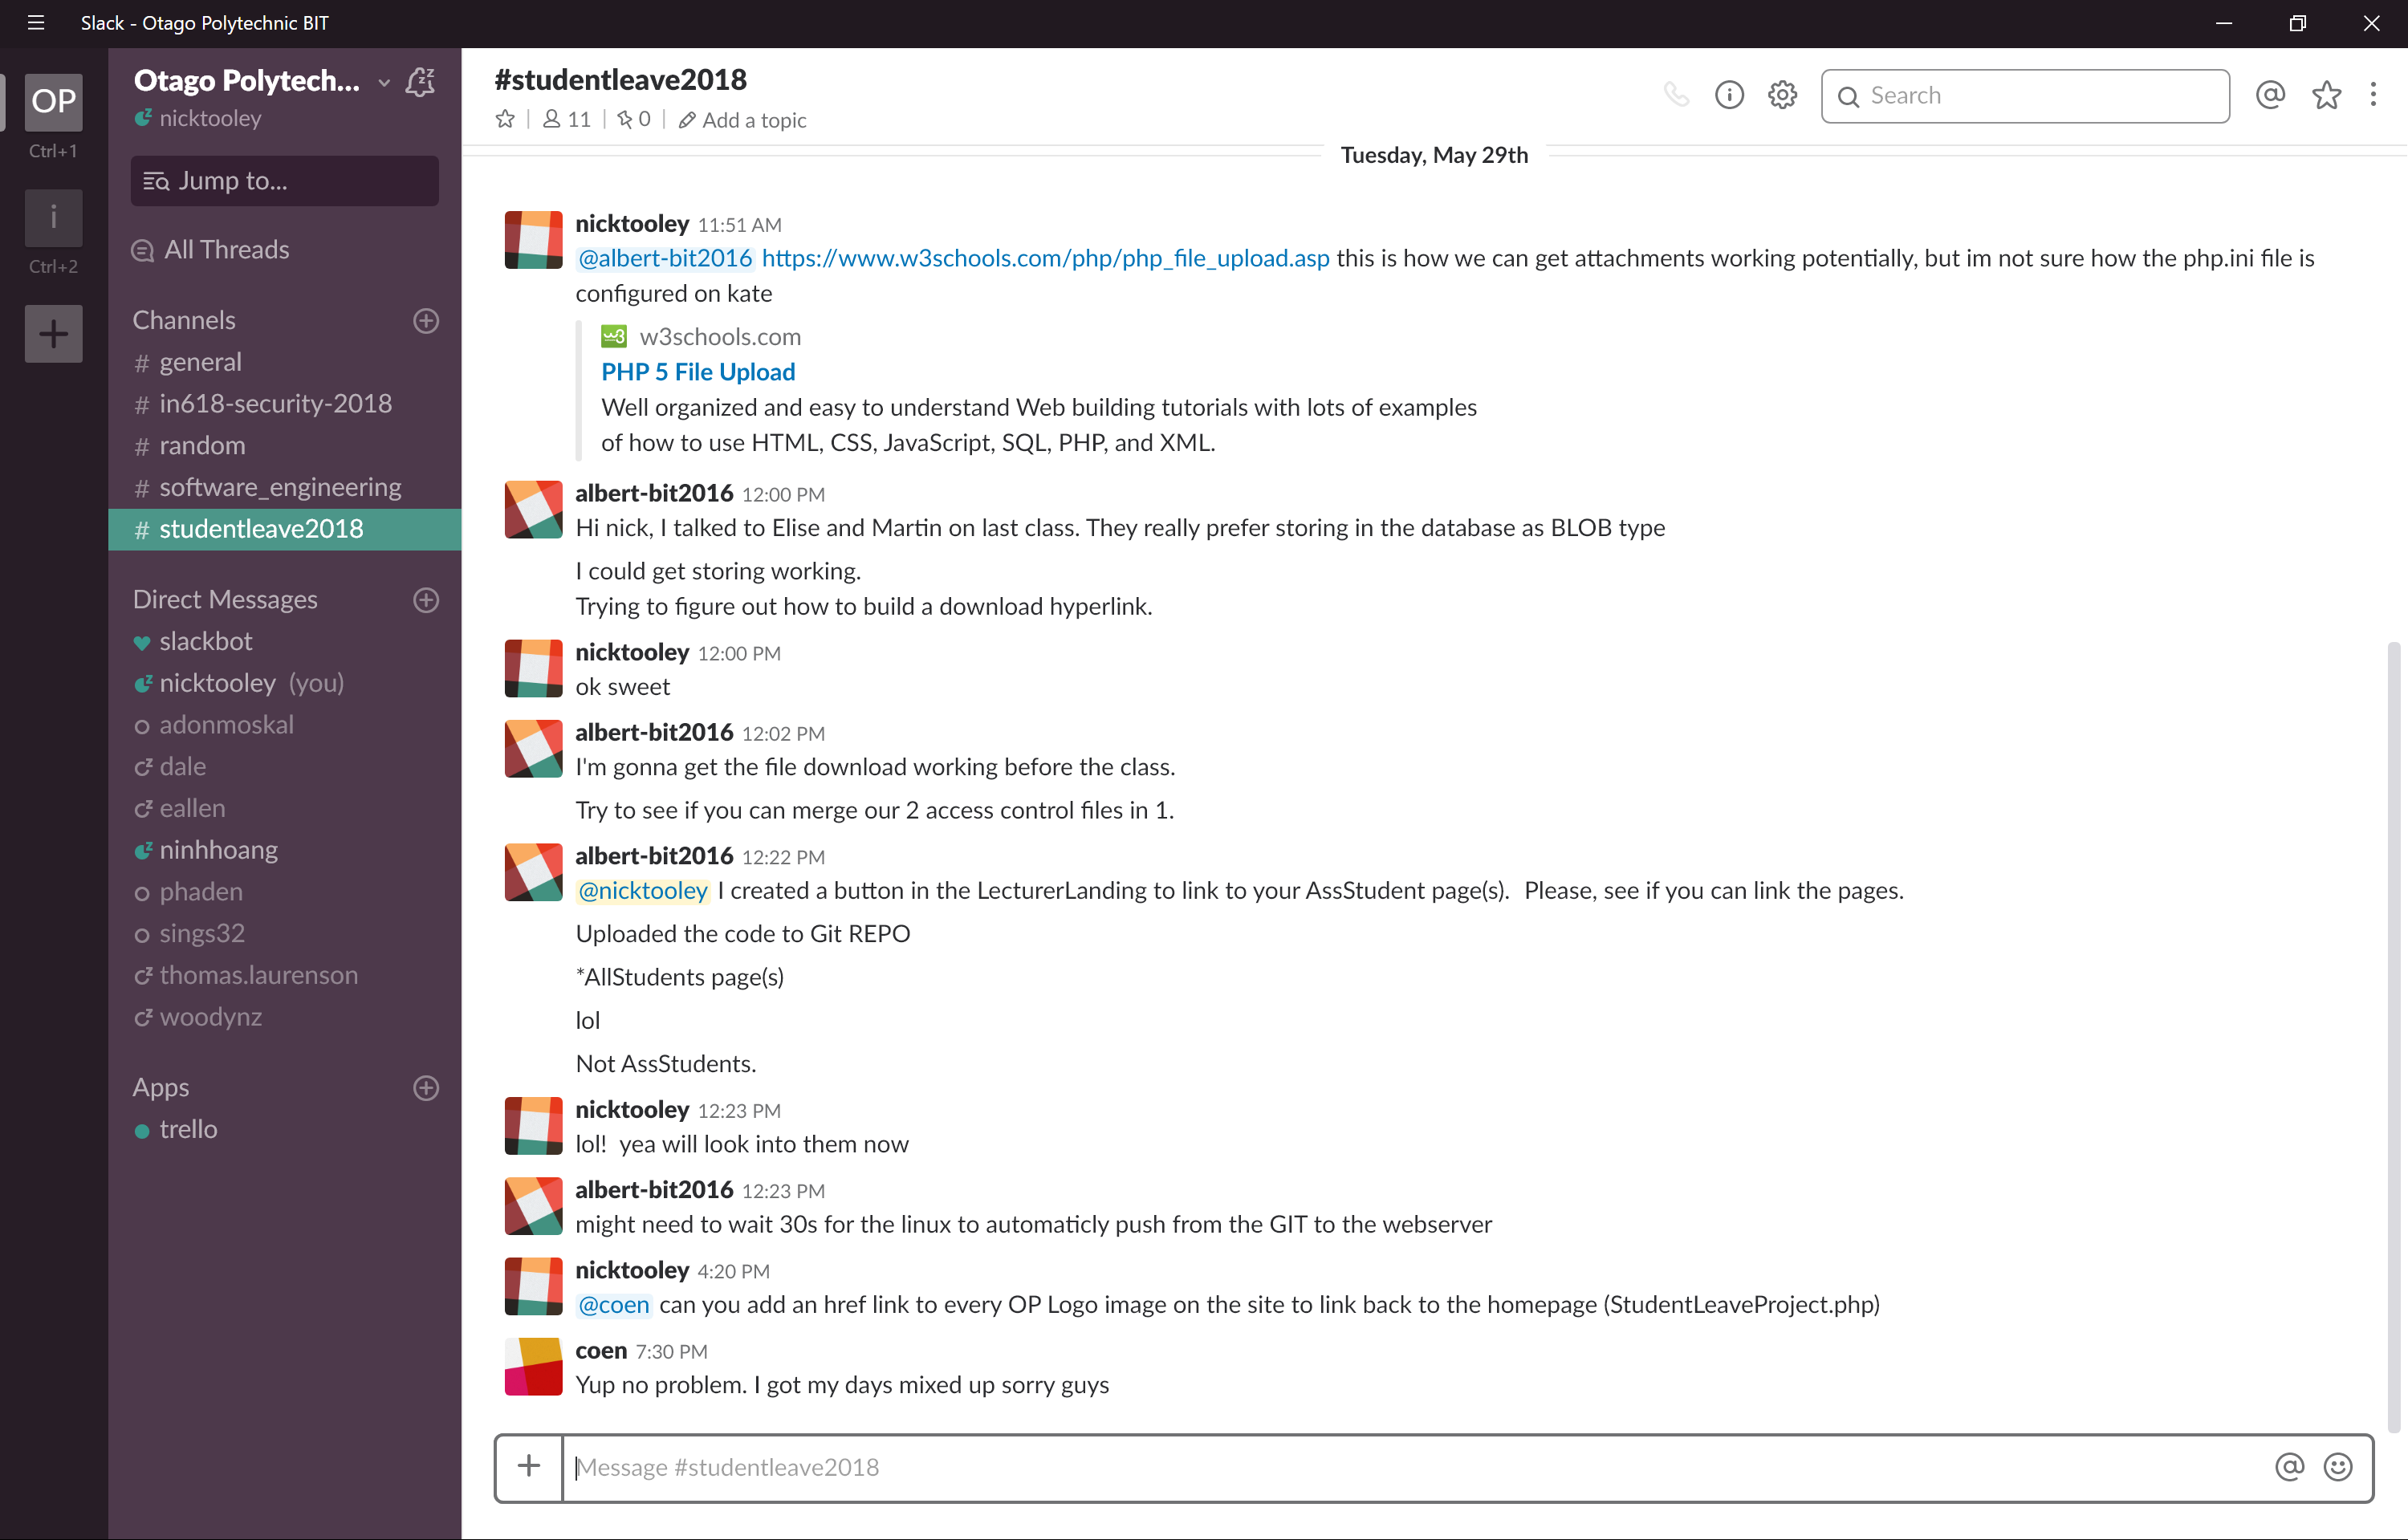 Slack - Otago Polytechnic BIT
OP
Ctrl+1
i
Ctrl+2
Otago Polytech...
nicktooley
Jump to...
All Threads
Channels
# general
# in618-security-2018
# random
# software_engineering
# studentleave2018
Direct Messages
slackbot
nicktooley (you)
adonmoskal
dale
eallen
ninhhoang
phaden
sings32
thomas.laurenson
woodynz
Apps
trello
#studentleave2018
11 | 0 | Add a topic
Search
Tuesday, May 29th
nicktooley 11:51 AM
@albert-bit2016 https://www.w3schools.com/php/php_file_upload.asp this is how we can get attachments working potentially, but im not sure how the php.ini file is
configured on kate
w3 w3schools.com
PHP 5 File Upload
Well organized and easy to understand Web building tutorials with lots of examples
of how to use HTML, CSS, JavaScript, SQL, PHP, and XML.
albert-bit2016 12:00 PM
Hi nick, I talked to Elise and Martin on last class. They really prefer storing in the database as BLOB type
I could get storing working.
Trying to figure out how to build a download hyperlink.
nicktooley 12:00 PM
ok sweet
albert-bit2016 12:02 PM
I'm gonna get the file download working before the class.
Try to see if you can merge our 2 access control files in 1.
albert-bit2016 12:22 PM
@nicktooley I created a button in the LecturerLanding to link to your AssStudent page(s).  Please, see if you can link the pages.
Uploaded the code to Git REPO
*AllStudents page(s)
lol
Not AssStudents.
nicktooley 12:23 PM
lol!  yea will look into them now
albert-bit2016 12:23 PM
might need to wait 30s for the linux to automaticly push from the GIT to the webserver
nicktooley 4:20 PM
@coen can you add an href link to every OP Logo image on the site to link back to the homepage (StudentLeaveProject.php)
coen 7:30 PM
Yup no problem. I got my days mixed up sorry guys
Message #studentleave2018